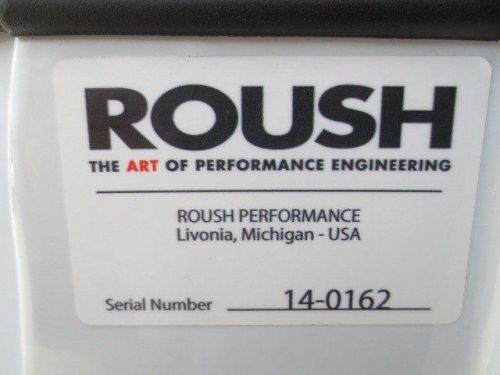 ROUSH
THE ART OF PERFORMANCE ENGINEERING
ROUSH PERFORMANCE
Livonia, Michigan - USA
Serial Number 14-0162